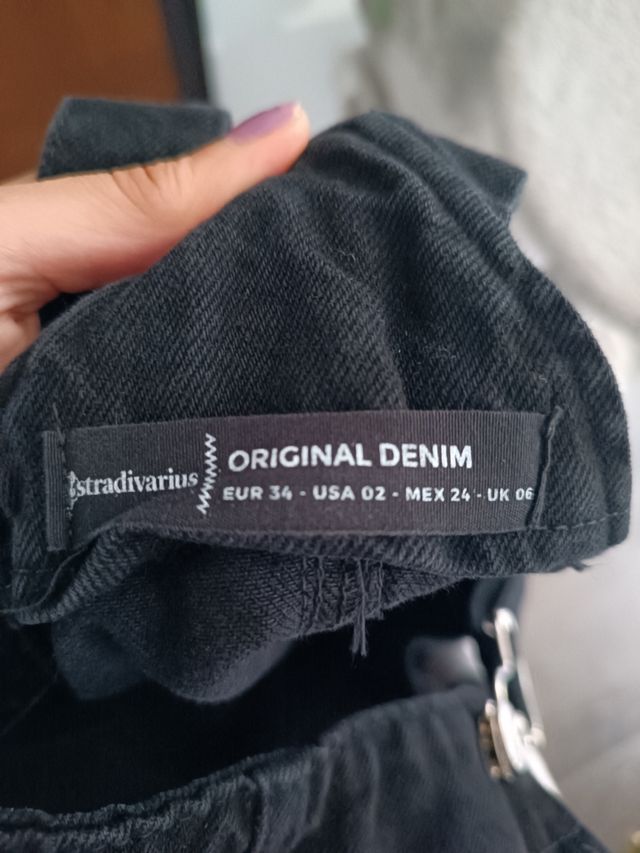 stradivarius
ORIGINAL DENIM
EUR 34 - USA 02 - MEX 24 - UK 06